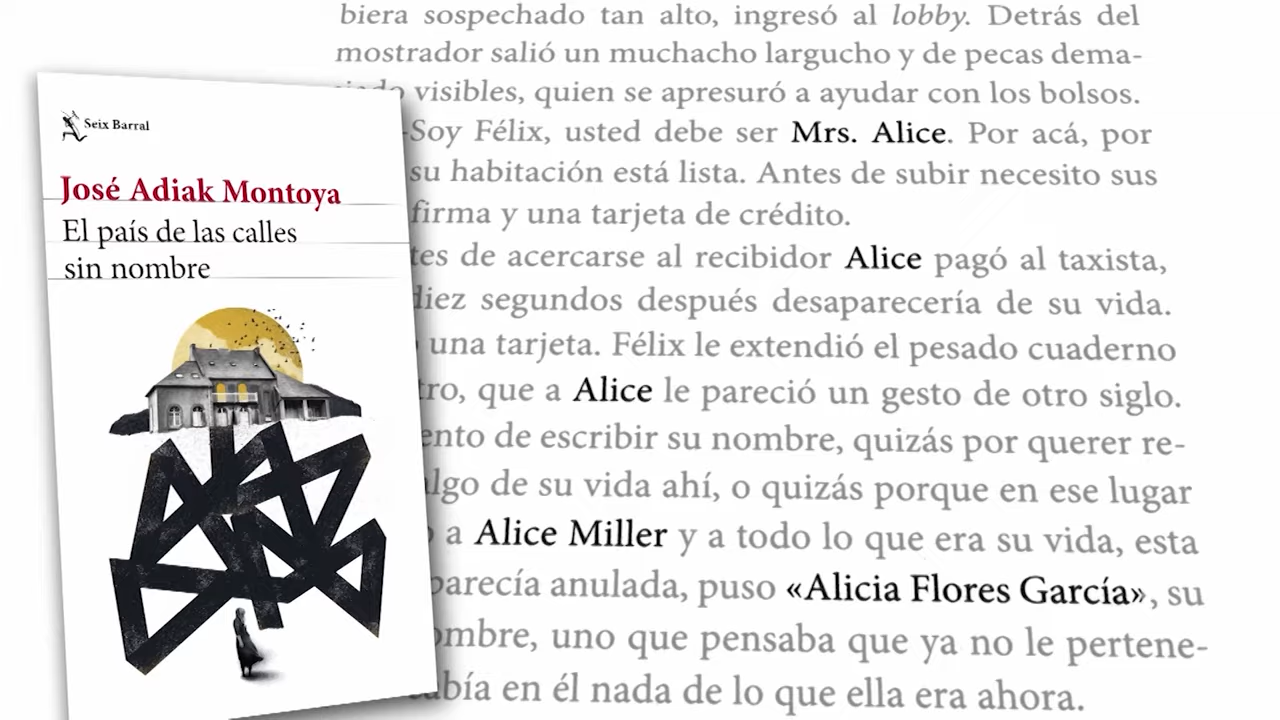 Seix Barral
José Adiak Montoya
El país de las calles
sin nombre
biera sospechado tan alto, ingresó al lobby. Detrás del
mostrador salió un muchacho largucho y de pecas dema-
visibles, quien se apresuró a ayudar con los bolsos.
-Soy Félix, usted debe ser Mrs. Alice. Por acá, por
su habitación está lista. Antes de subir necesito sus
firma y una tarjeta de crédito.
tes de acercarse al recibidor Alice pagó al taxista,
diez segundos después desaparecería de su vida.
una tarjeta. Félix le extendió el pesado cuaderno
tro, que a Alice le pareció un gesto de otro siglo.
ento de escribir su nombre, quizás por querer re-
algo de su vida ahí, o quizás porque en ese lugar
a Alice Miller y a todo lo que era su vida, esta
parecía anulada, puso «Alicia Flores García», su
ombre, uno que pensaba que ya no le pertene-
abía en él nada de lo que ella era ahora.